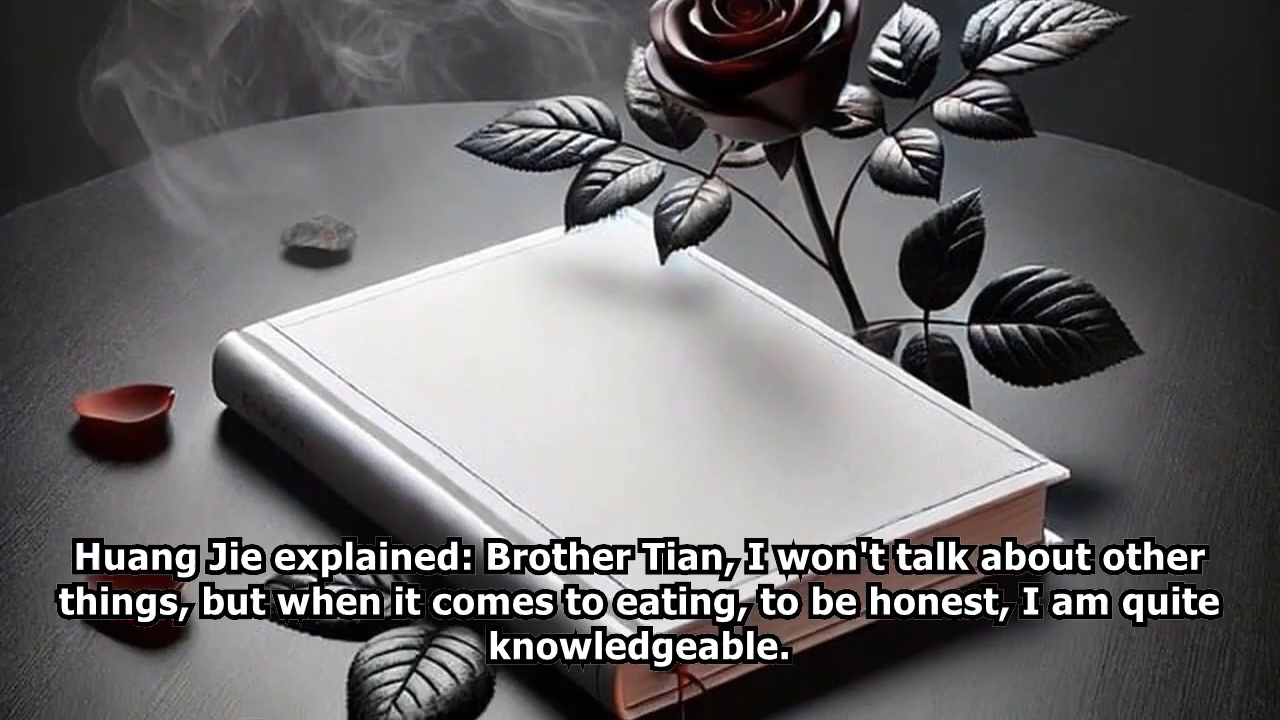 Huang Jie explained: Brother Tian, I won't talk about other
things, but when it comes to eating, to be honest, I am quite
knowledgeable.